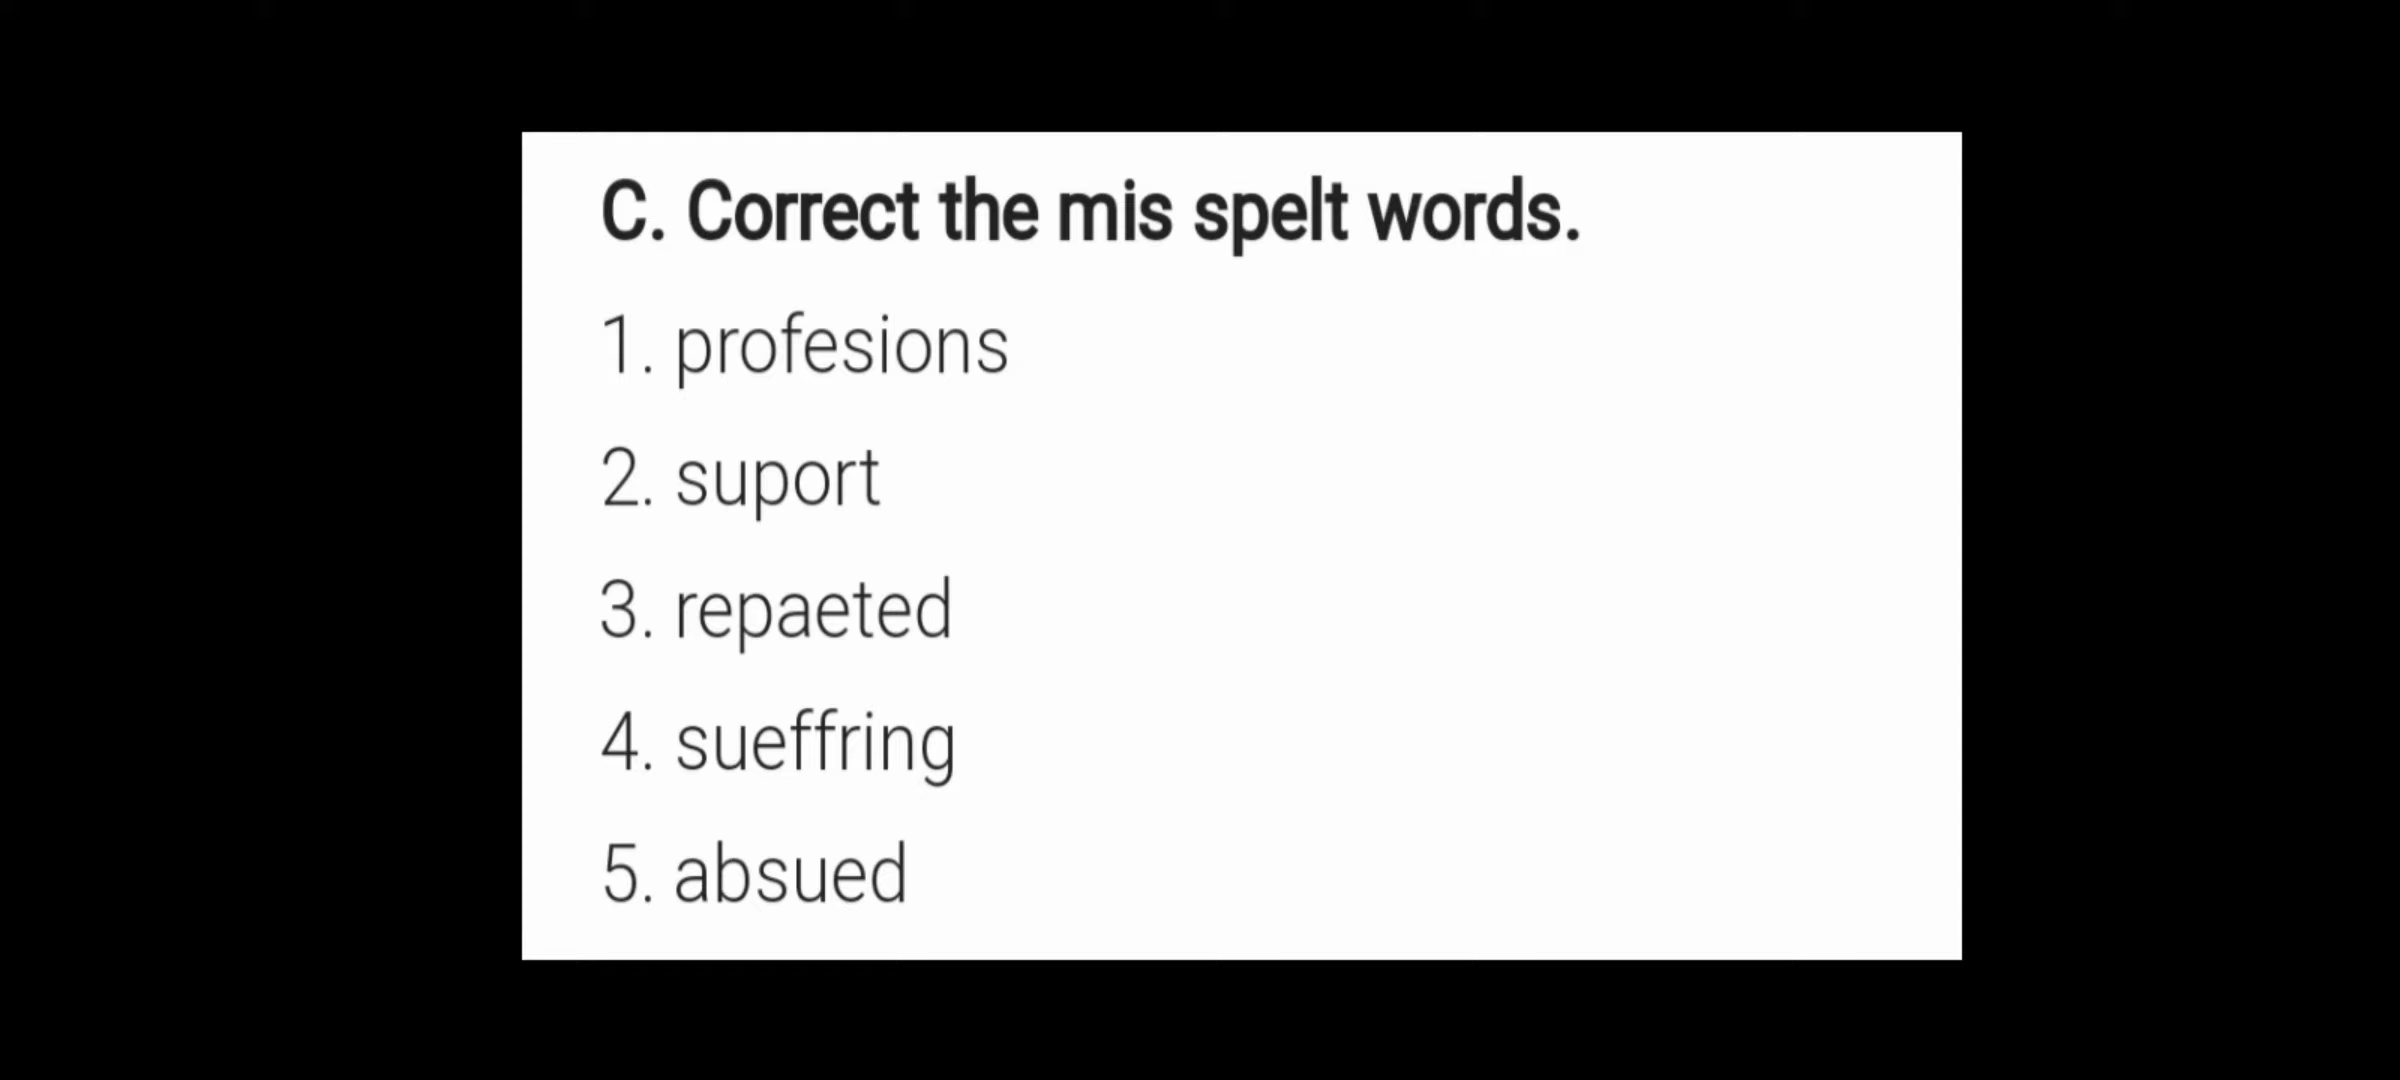 C. Correct the mis spelt words.
1. profesions
2. suport
3. repaeted
4. sueffring
5. absued